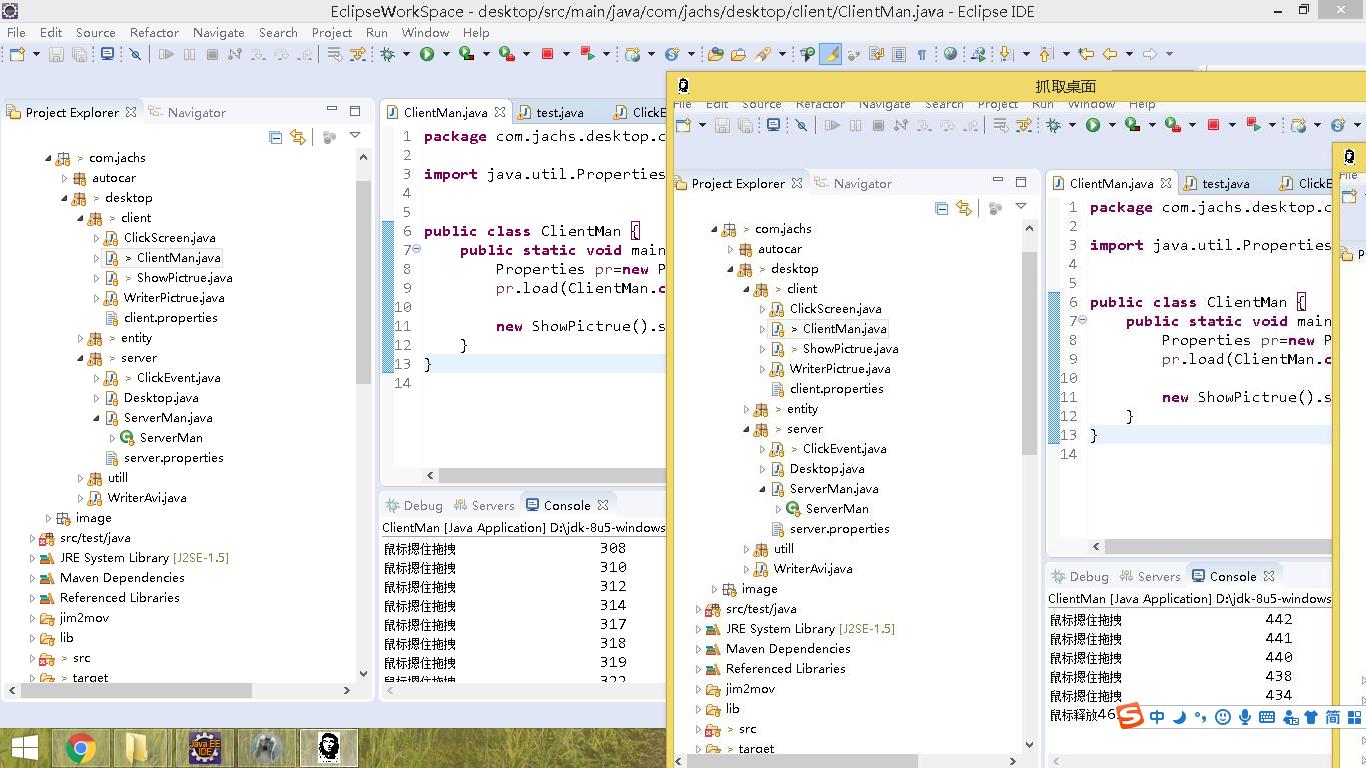 EclipseWorkSpace - desktop/src/main/java/com/jachs/desktop/client/ClientMan.java - Eclipse IDE
File Edit Source Refactor Navigate Search Project Run Window Help
Project Explorer Navigator
com.jachs
autocar
> desktop
> client
ClickScreen.java
> ClientMan.java
> ShowPictrue.java
WriterPictrue.java
client.properties
> entity
> server
> ClickEvent.java
Desktop.java
ServerMan.java
ServerMan
server.properties
utill
WriterAvi.java
image
src/test/java
JRE System Library [J2SE-1.5]
Maven Dependencies
Referenced Libraries
jim2mov
lib
> src
> target
ClientMan.java test.java ClickE
1 package com.jachs.desktop.c
2
3 import java.util.Properties
4
5
6 public class ClientMan {
7 public static void main
8 Properties pr=new P
9 pr.load(ClientMan.c
10
11 new ShowPictrue().s
12 }
13 }
14
Debug Servers Console
ClientMan [Java Application] D:\jdk-8u5-windows
鼠标摁住拖拽 308
鼠标摁住拖拽 310
鼠标摁住拖拽 312
鼠标摁住拖拽 314
鼠标摁住拖拽 317
鼠标摁住拖拽 318
鼠标摁住拖拽 319
鼠标摁住拖拽 322
抓取桌面
File Edit Source Refactor Navigate Search Project Run Window Help
Project Explorer Navigator
> com.jachs
autocar
> desktop
> client
ClickScreen.java
> ClientMan.java
> ShowPictrue.java
WriterPictrue.java
client.properties
> entity
> server
> ClickEvent.java
Desktop.java
ServerMan.java
ServerMan
server.properties
utill
WriterAvi.java
image
src/test/java
JRE System Library [J2SE-1.5]
Maven Dependencies
Referenced Libraries
jim2mov
lib
> src
> target
ClientMan.java test.java ClickE
1 package com.jachs.desktop.c
2
3 import java.util.Properties
4
5
6 public class ClientMan {
7 public static void main
8 Properties pr=new P
9 pr.load(ClientMan.c
10
11 new ShowPictrue().s
12 }
13 }
14
Debug Servers Console
ClientMan [Java Application] D:\jdk-8u5-windows
鼠标摁住拖拽 442
鼠标摁住拖拽 441
鼠标摁住拖拽 440
鼠标摁住拖拽 438
鼠标摁住拖拽 434
鼠标释放46
File
P
中 简
Java EE
IDE